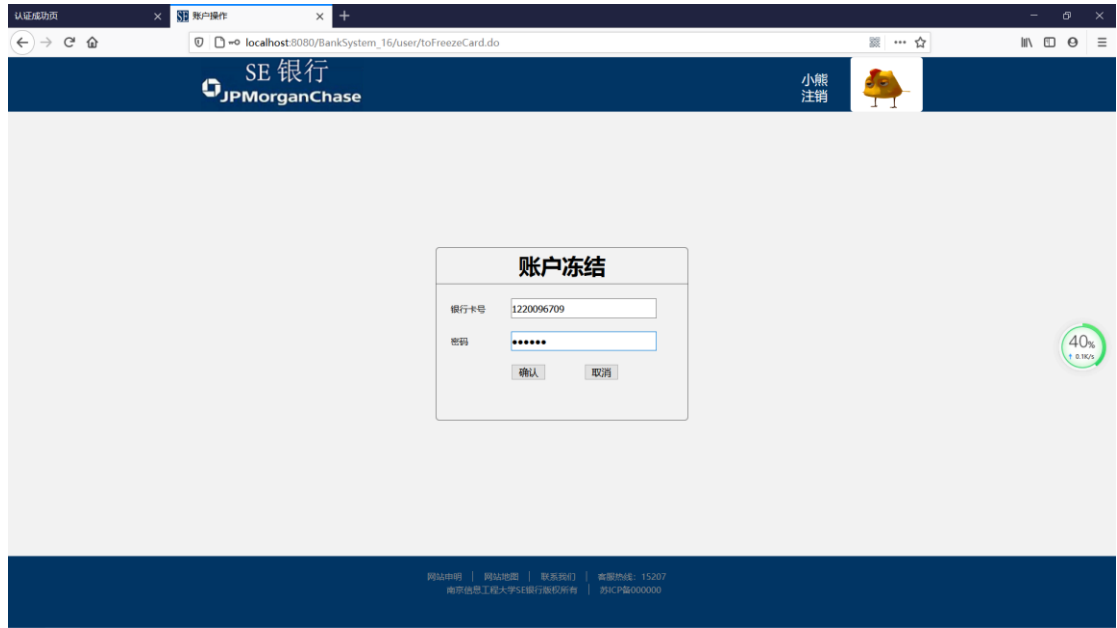 认证成功页
SE 账户操作
localhost:8080/BankSystem_16/user/toFreezeCard.do
SE 银行
JPMorganChase
小熊
注销
账户冻结
银行卡号 1220096709
密码 ••••••
确认 取消
40%
↑ 0.1K/s
网站申明 | 网站地图 | 联系我们 | 客服热线：15207
南京信息工程大学SE银行版权所有 | 苏ICP备000000